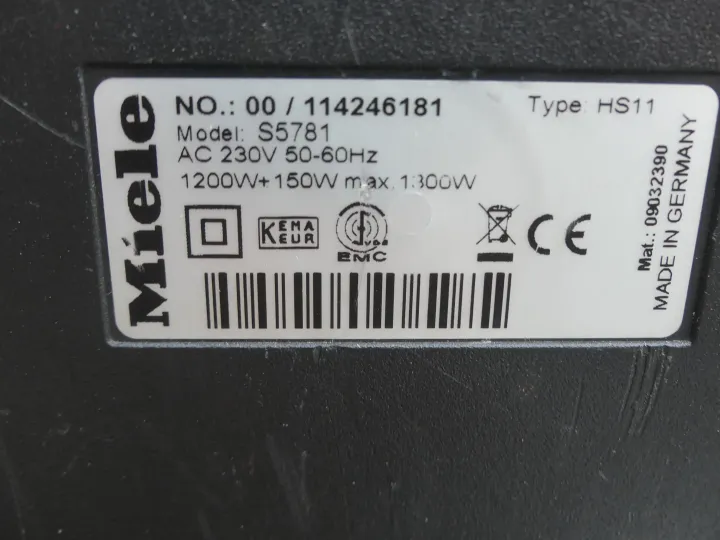 Miele
NO.: 00 / 114246181
Type: HS11
Model: S5781
AC 230V 50-60Hz
1200W+150W max. 1300W
KEMA
KEUR
VDE
EMC
CE
Mat.: 09032390
MADE IN GERMANY